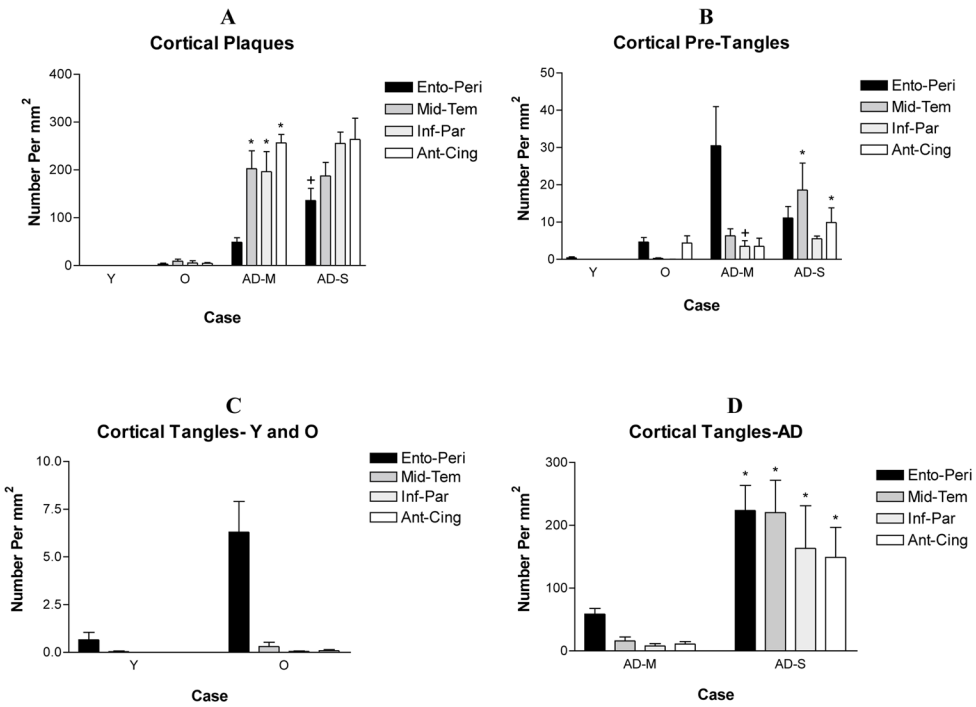 A
Cortical Plaques
400
300
200
100
0
Number Per mm2
* * *
+
Y O AD-M AD-S
Case
Ento-Peri
Mid-Tem
Inf-Par
Ant-Cing
B
Cortical Pre-Tangles
50
40
30
20
10
0
Number Per mm2
+
* *
Y O AD-M AD-S
Case
Ento-Peri
Mid-Tem
Inf-Par
Ant-Cing
C
Cortical Tangles- Y and O
10.0
7.5
5.0
2.5
0.0
Number Per mm2
Y O
Case
Ento-Peri
Mid-Tem
Inf-Par
Ant-Cing
D
Cortical Tangles-AD
300
200
100
0
Number Per mm2
* * * *
AD-M AD-S
Case
Ento-Peri
Mid-Tem
Inf-Par
Ant-Cing